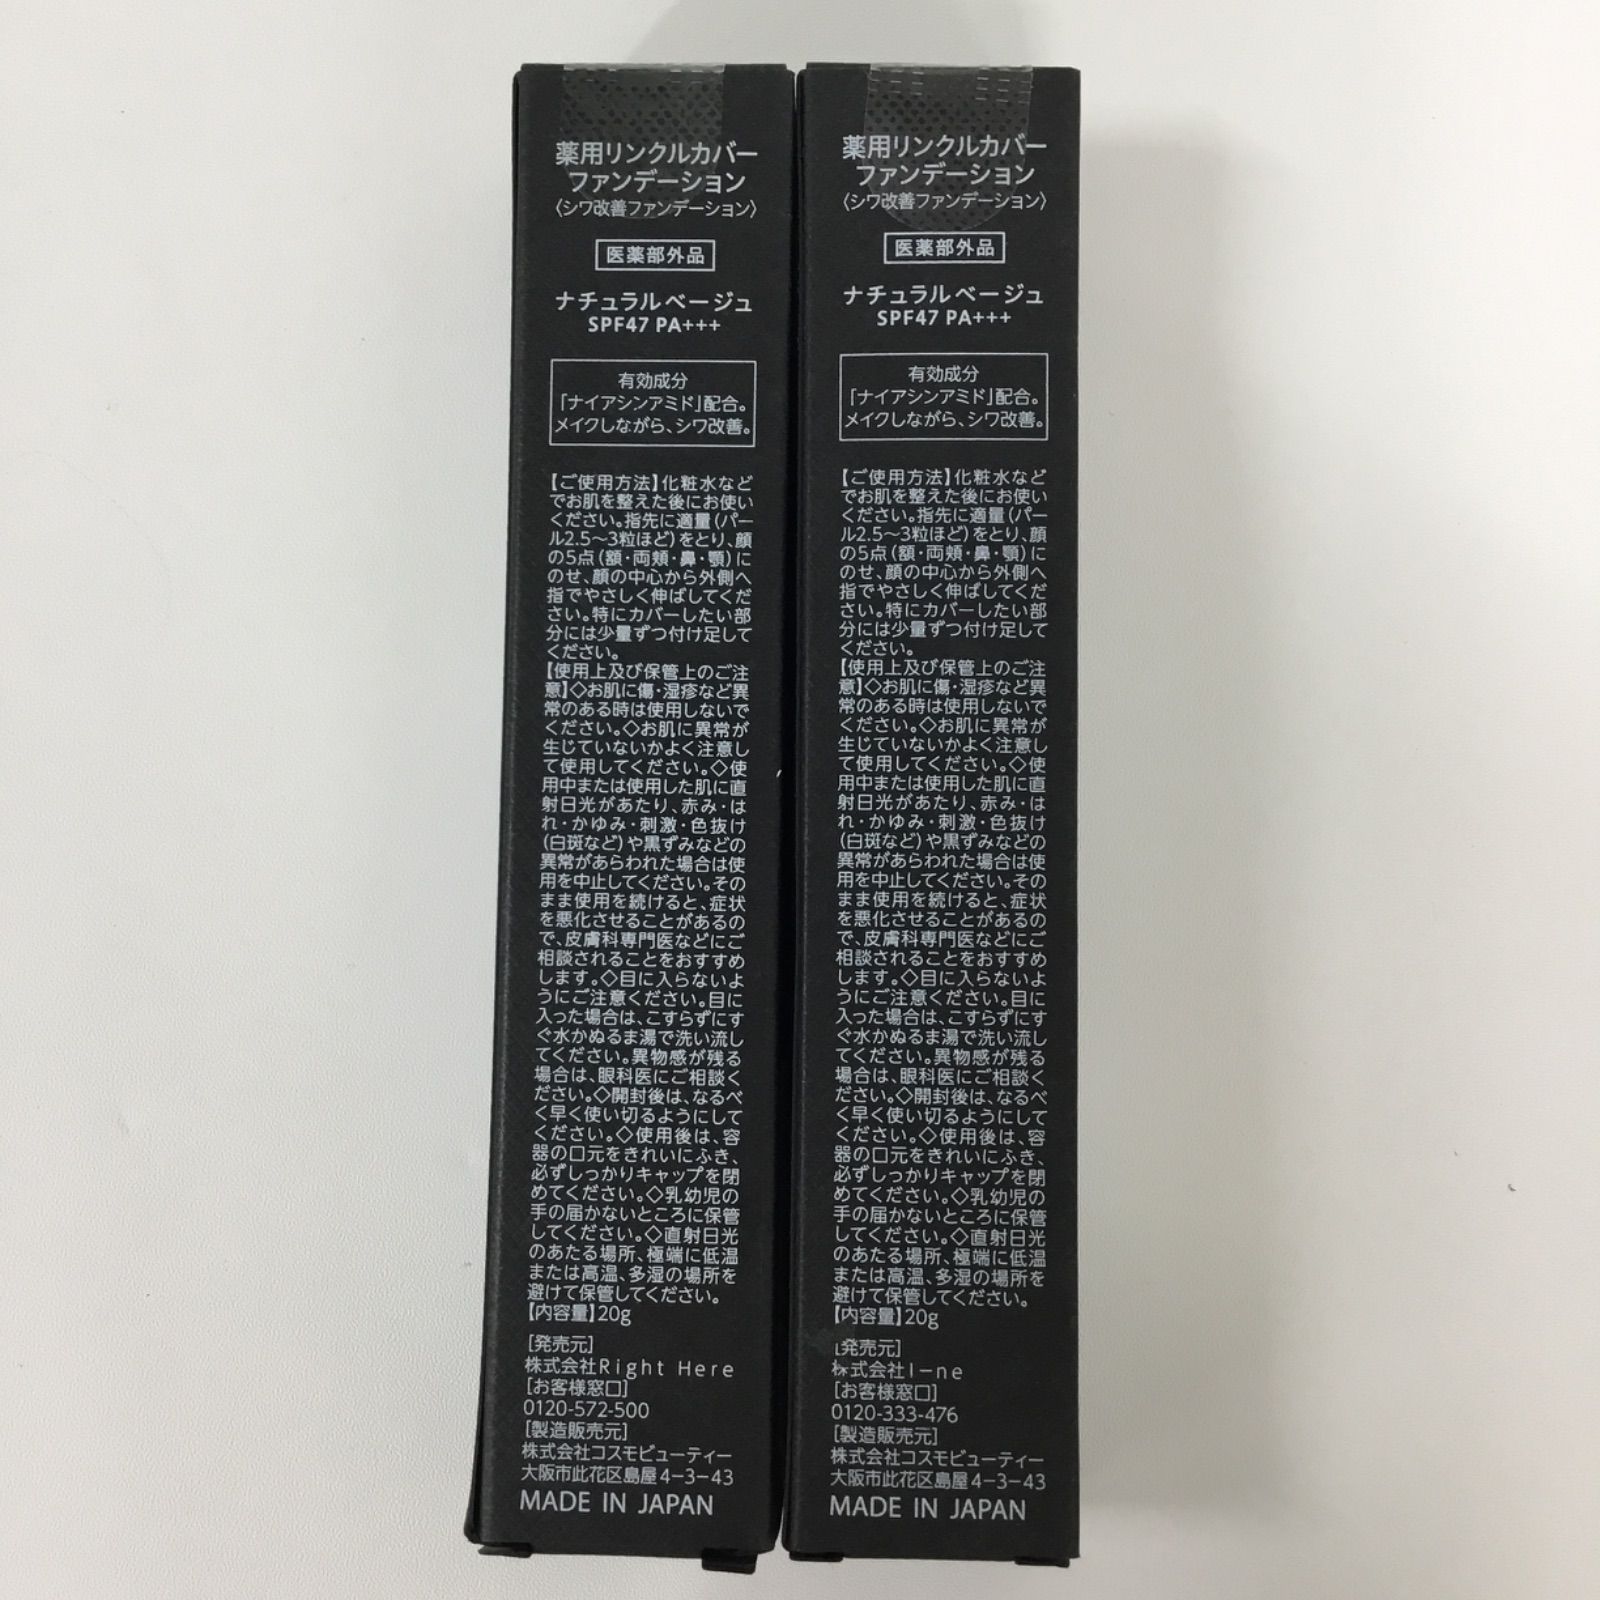 薬用リンクルカバー
ファンデーション
〈シワ改善ファンデーション〉
医薬部外品
ナチュラルベージュ
SPF47 PA+++
有効成分
「ナイアシンアミド」配合。
メイクしながら、シワ改善。
【ご使用方法】化粧水など
でお肌を整えた後にお使い
ください。指先に適量(パー
ル2.5〜3粒ほど)をとり、顔
の5点(額・両頬・鼻・顎)に
のせ、顔の中心から外側へ
指でやさしく伸ばしてくだ
さい。特にカバーしたい部
分には少量ずつ付け足して
ください。
【使用上及び保管上のご注
意】◇お肌に傷・湿疹など異
常のある時は使用しないで
ください。◇お肌に異常が
生じていないかよく注意し
て使用してください。◇使
用中または使用した肌に直
射日光があたり、赤み・は
れ・かゆみ・刺激・色抜け
(白斑など)や黒ずみなどの
異常があらわれた場合は使
用を中止してください。その
まま使用を続けると、症状
を悪化させることがあるの
で、皮膚科専門医などにご
相談されることをおすすめ
します。◇目に入らないよ
うにご注意ください。目に
入った場合は、こすらずにす
ぐ水かぬるま湯で洗い流し
てください。異物感が残る
場合は、眼科医にご相談く
ださい。◇開封後は、なるべ
く早く使い切るようにして
ください。◇使用後は、容
器の口元をきれいにふき、
必ずしっかりキャップを閉
めてください。◇乳幼児の
手の届かないところに保管
してください。◇直射日光
のあたる場所、極端に低温
または高温、多湿の場所を
避けて保管してください。
【内容量】20g
[発売元]
株式会社Right Here
[お客様窓口]
0120-572-500
[製造販売元]
株式会社コスモビューティー
大阪市此花区島屋4-3-43
MADE IN JAPAN
薬用リンクルカバー
ファンデーション
〈シワ改善ファンデーション〉
医薬部外品
ナチュラルベージュ
SPF47 PA+++
有効成分
「ナイアシンアミド」配合。
メイクしながら、シワ改善。
【ご使用方法】化粧水など
でお肌を整えた後にお使い
ください。指先に適量(パー
ル2.5〜3粒ほど)をとり、顔
の5点(額・両頬・鼻・顎)に
のせ、顔の中心から外側へ
指でやさしく伸ばしてくだ
さい。特にカバーしたい部
分には少量ずつ付け足して
ください。
【使用上及び保管上のご注
意】◇お肌に傷・湿疹など異
常のある時は使用しないで
ください。◇お肌に異常が
生じていないかよく注意し
て使用してください。◇使
用中または使用した肌に直
射日光があたり、赤み・は
れ・かゆみ・刺激・色抜け
(白斑など)や黒ずみなどの
異常があらわれた場合は使
用を中止してください。その
まま使用を続けると、症状
を悪化させることがあるの
で、皮膚科専門医などにご
相談されることをおすすめ
します。◇目に入らないよ
うにご注意ください。目に
入った場合は、こすらずにす
ぐ水かぬるま湯で洗い流し
てください。異物感が残る
場合は、眼科医にご相談く
ださい。◇開封後は、なるべ
く早く使い切るようにして
ください。◇使用後は、容
器の口元をきれいにふき、
必ずしっかりキャップを閉
めてください。◇乳幼児の
手の届かないところに保管
してください。◇直射日光
のあたる場所、極端に低温
または高温、多湿の場所を
避けて保管してください。
【内容量】20g
[発売元]
株式会社I-ne
[お客様窓口]
0120-333-476
[製造販売元]
株式会社コスモビューティー
大阪市此花区島屋4-3-43
MADE IN JAPAN